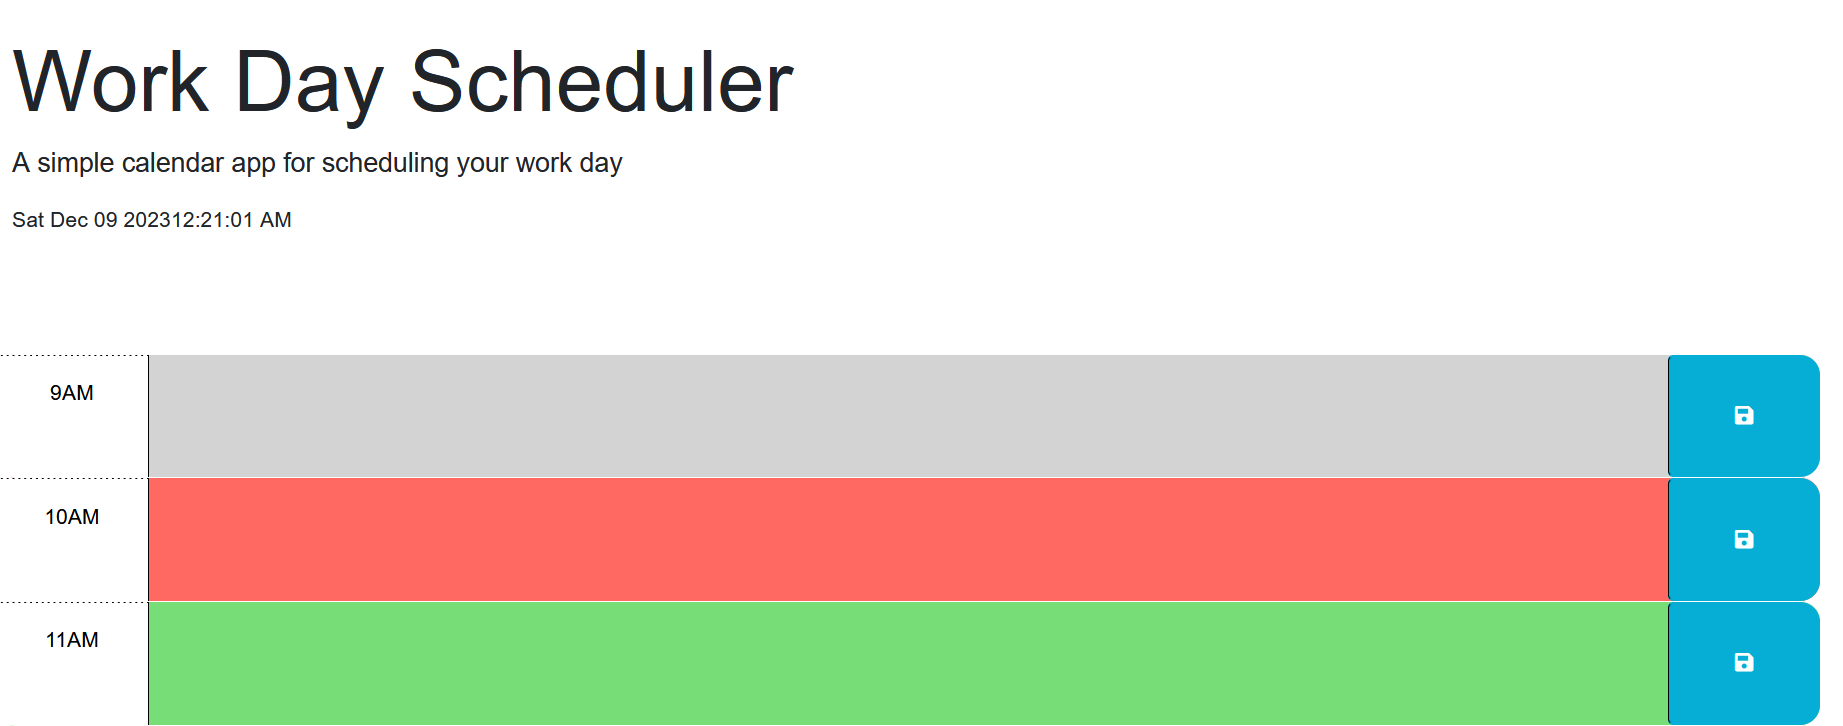 Work Day Scheduler
A simple calendar app for scheduling your work day
Sat Dec 09 202312:21:01 AM
9AM
10AM
11AM